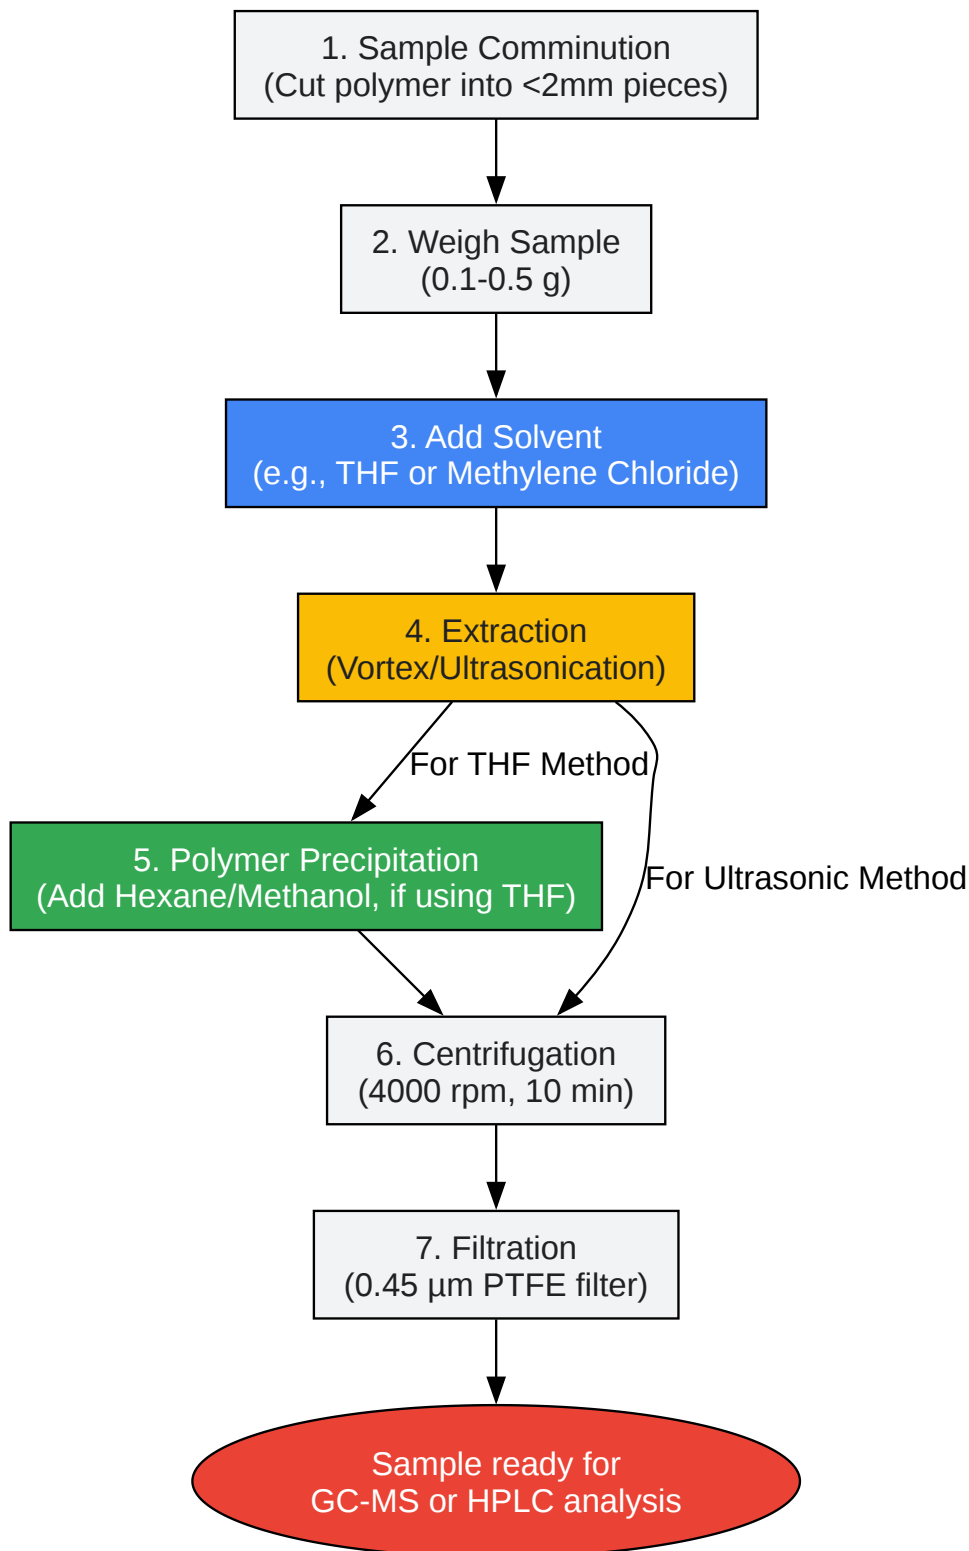 1. Sample Comminution
(Cut polymer into <2mm pieces)
2. Weigh Sample
(0.1-0.5 g)
3. Add Solvent
(e.g., THF or Methylene Chloride)
4. Extraction
(Vortex/Ultrasonication)
For THF Method
5. Polymer Precipitation
(Add Hexane/Methanol, if using THF)
For Ultrasonic Method
6. Centrifugation
(4000 rpm, 10 min)
7. Filtration
(0.45 µm PTFE filter)
Sample ready for
GC-MS or HPLC analysis